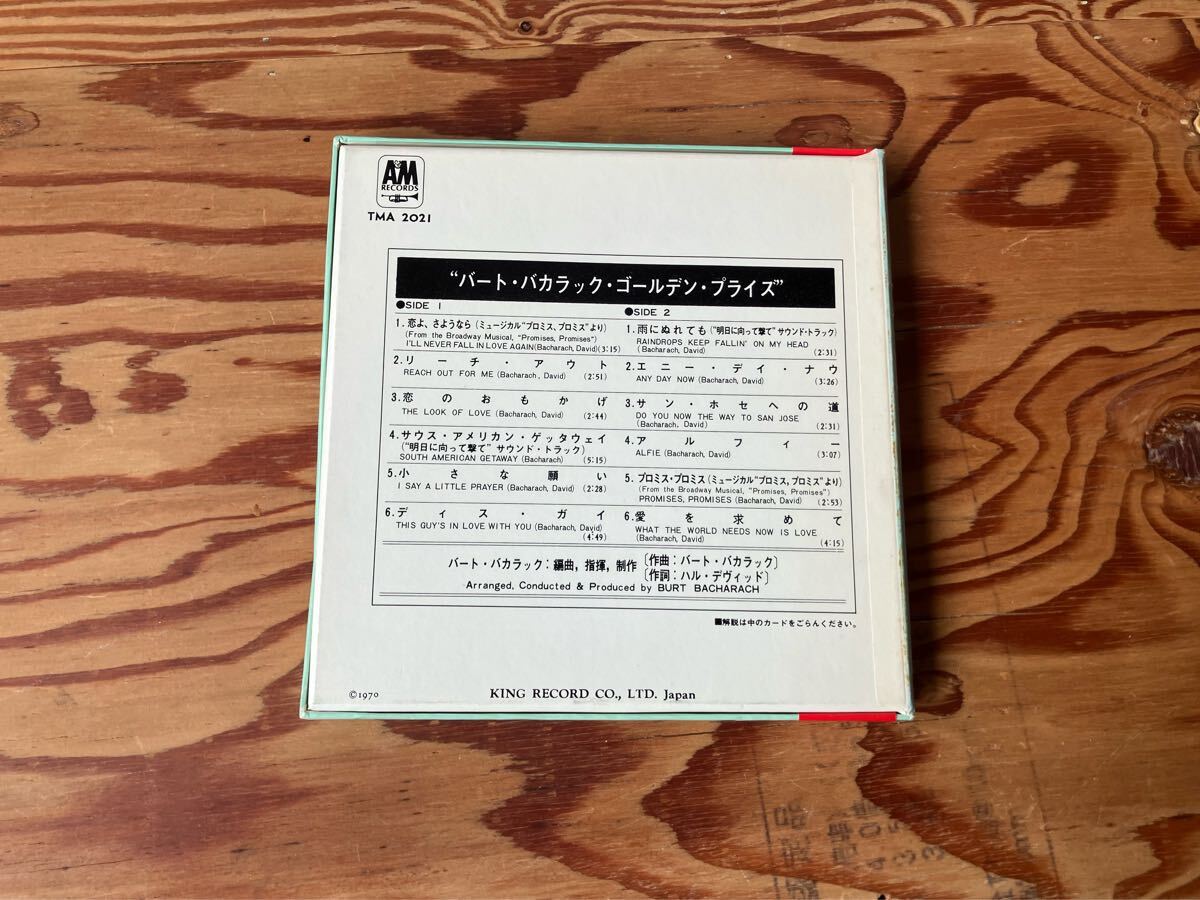 A&M
RECORDS
TMA 2021
“バート・バカラック・ゴールデン・プライズ”
●SIDE 1
1. 恋よ、さようなら（ミュージカル“プロミス、プロミス”より）
(From the Broadway Musical, “Promises, Promises”)
I'LL NEVER FALL IN LOVE AGAIN (Bacharach, David) (3:15)
2. リーチ・アウト
REACH OUT FOR ME (Bacharach, David) (2:51)
3. 恋のおもかげ
THE LOOK OF LOVE (Bacharach, David) (2:44)
4. サウス・アメリカン・ゲッタウェイ
（“明日に向って撃て”サウンド・トラック）
SOUTH AMERICAN GETAWAY (Bacharach) (5:15)
5. 小さな願い
I SAY A LITTLE PRAYER (Bacharach, David) (2:28)
6. ディス・ガイ
THIS GUY'S IN LOVE WITH YOU (Bacharach, David)
(4:49)
●SIDE 2
1. 雨にぬれても（“明日に向って撃て”サウンド・トラック）
RAINDROPS KEEP FALLIN' ON MY HEAD
(Bacharach, David) (2:31)
2. エニー・デイ・ナウ
ANY DAY NOW (Bacharach, David) (3:26)
3. サン・ホセへの道
DO YOU NOW THE WAY TO SAN JOSE
(Bacharach, David) (2:31)
4. アルフィー
ALFIE (Bacharach, David) (3:07)
5. プロミス・プロミス（ミュージカル“プロミス, プロミス”より）
(From the Broadway Musical, “Promises, Promises”)
PROMISES, PROMISES (Bacharach, David) (2:53)
6. 愛を求めて
WHAT THE WORLD NEEDS NOW IS LOVE
(Bacharach, David) (4:15)
バート・バカラック：編曲, 指揮, 制作
〔作曲：バート・バカラック〕
〔作詞：ハル・デヴィッド〕
Arranged, Conducted & Produced by BURT BACHARACH
■解説は中のカードをごらんください。
©1970
KING RECORD CO., LTD. Japan